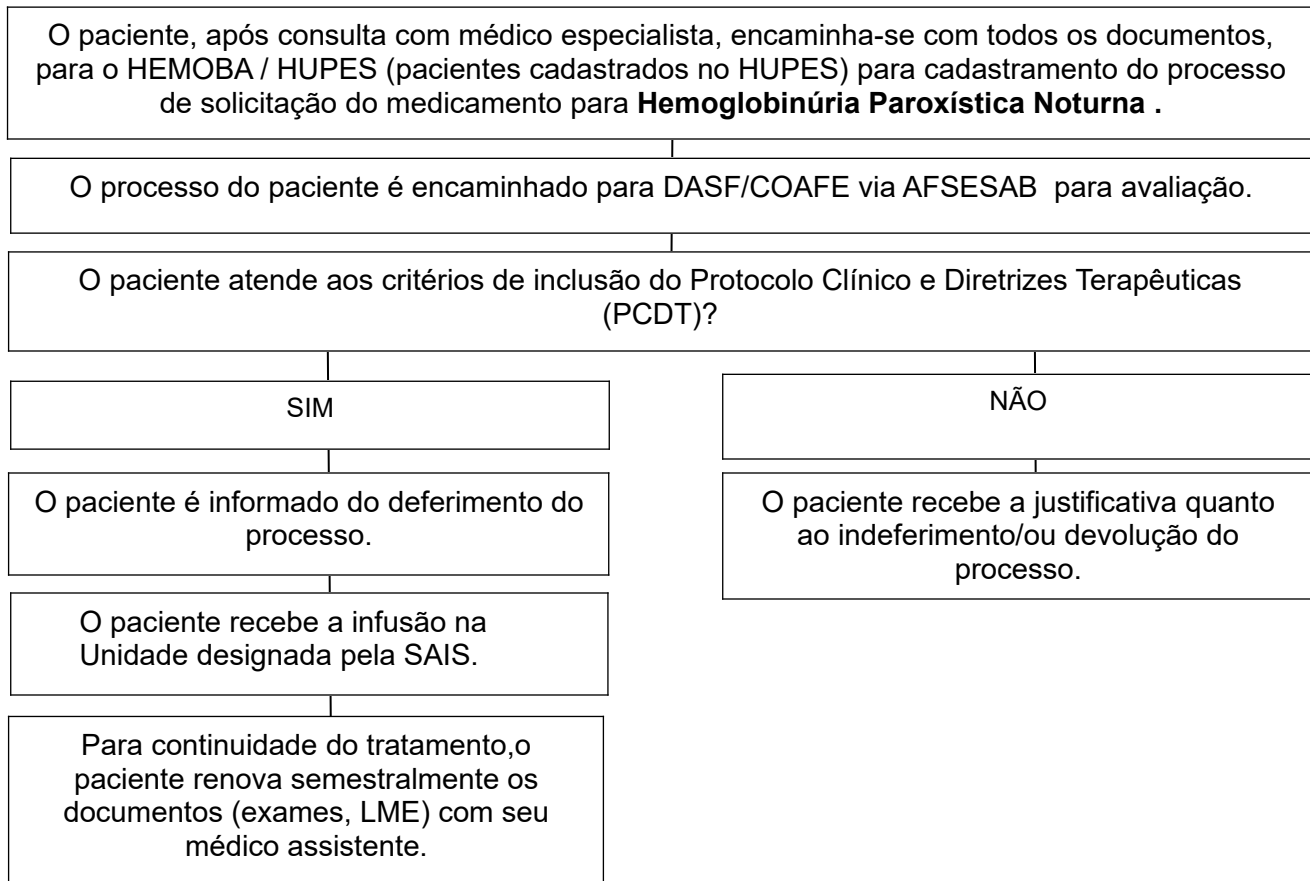 O paciente, após consulta com médico especialista, encaminha-se com todos os documentos,
para o HEMOBA / HUPES (pacientes cadastrados no HUPES) para cadastramento do processo
de solicitação do medicamento para Hemoglobinúria Paroxística Noturna .
O processo do paciente é encaminhado para DASF/COAFE via AFSESAB para avaliação.
O paciente atende aos critérios de inclusão do Protocolo Clínico e Diretrizes Terapêuticas
(PCDT)?
SIM
O paciente é informado do deferimento do
processo.
O paciente recebe a infusão na
Unidade designada pela SAIS.
Para continuidade do tratamento,o
paciente renova semestralmente os
documentos (exames, LME) com seu
médico assistente.
NÃO
O paciente recebe a justificativa quanto
ao indeferimento/ou devolução do
processo.